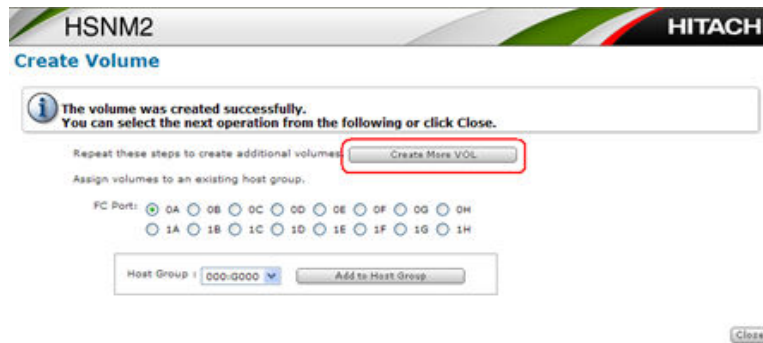 HSNM2
HITACH
Create Volume
The volume was created successfully.
You can select the next operation from the following or click Close.
Repeat these steps to create additional volumes. Create More VOL
Assign volumes to an existing host group.
FC Port: 0A 0B 0C 0D 0E 0F 0G 0H
1A 1B 1C 1D 1E 1F 1G 1H
Host Group : 000:G000 Add to Host Group
Close